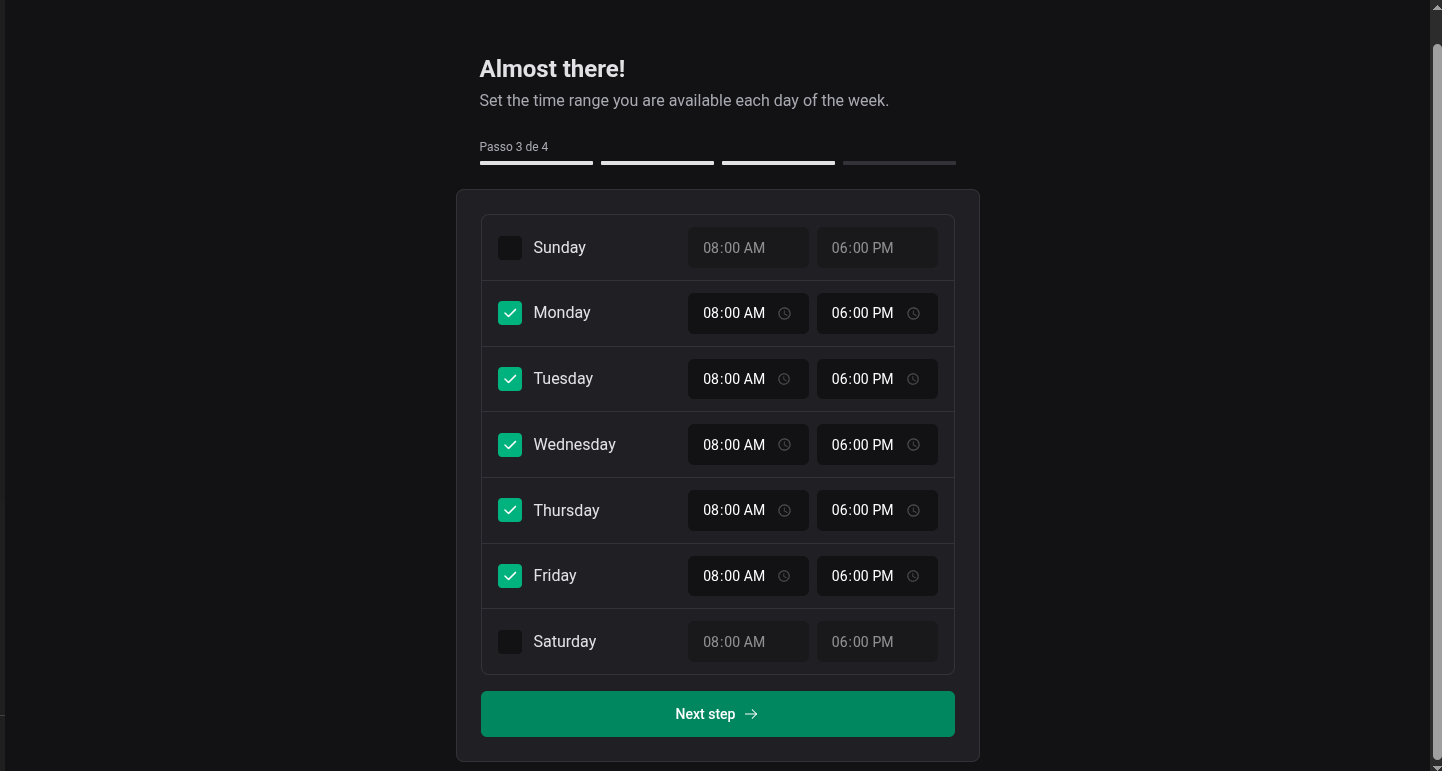 Almost there!
Set the time range you are available each day of the week.
Passo 3 de 4
Sunday 08:00 AM 06:00 PM
Monday 08:00 AM 06:00 PM
Tuesday 08:00 AM 06:00 PM
Wednesday 08:00 AM 06:00 PM
Thursday 08:00 AM 06:00 PM
Friday 08:00 AM 06:00 PM
Saturday 08:00 AM 06:00 PM
Next step